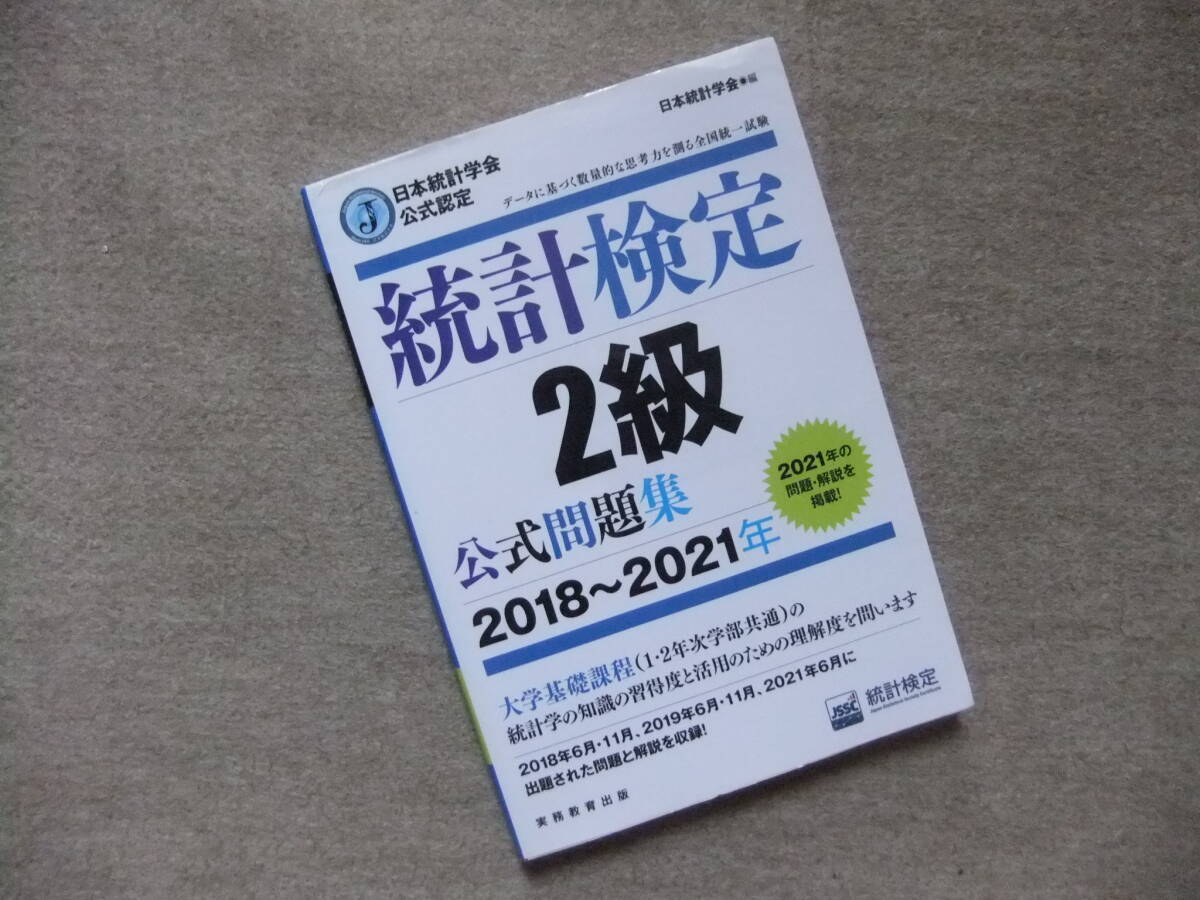 日本統計学会●編
日本統計学会
公式認定
データに基づく数量的な思考力を測る全国統一試験
統計検定
2級
2021年の
問題・解説を
掲載!
公式問題集
2018〜2021年
大学基礎課程(1・2年次学部共通)の
統計学の知識の習得度と活用のための理解度を問います
2018年6月・11月、2019年6月・11月、2021年6月に
出題された問題と解説を収録!
JSSC
統計検定
Japan Statistical Society Certificate
実務教育出版